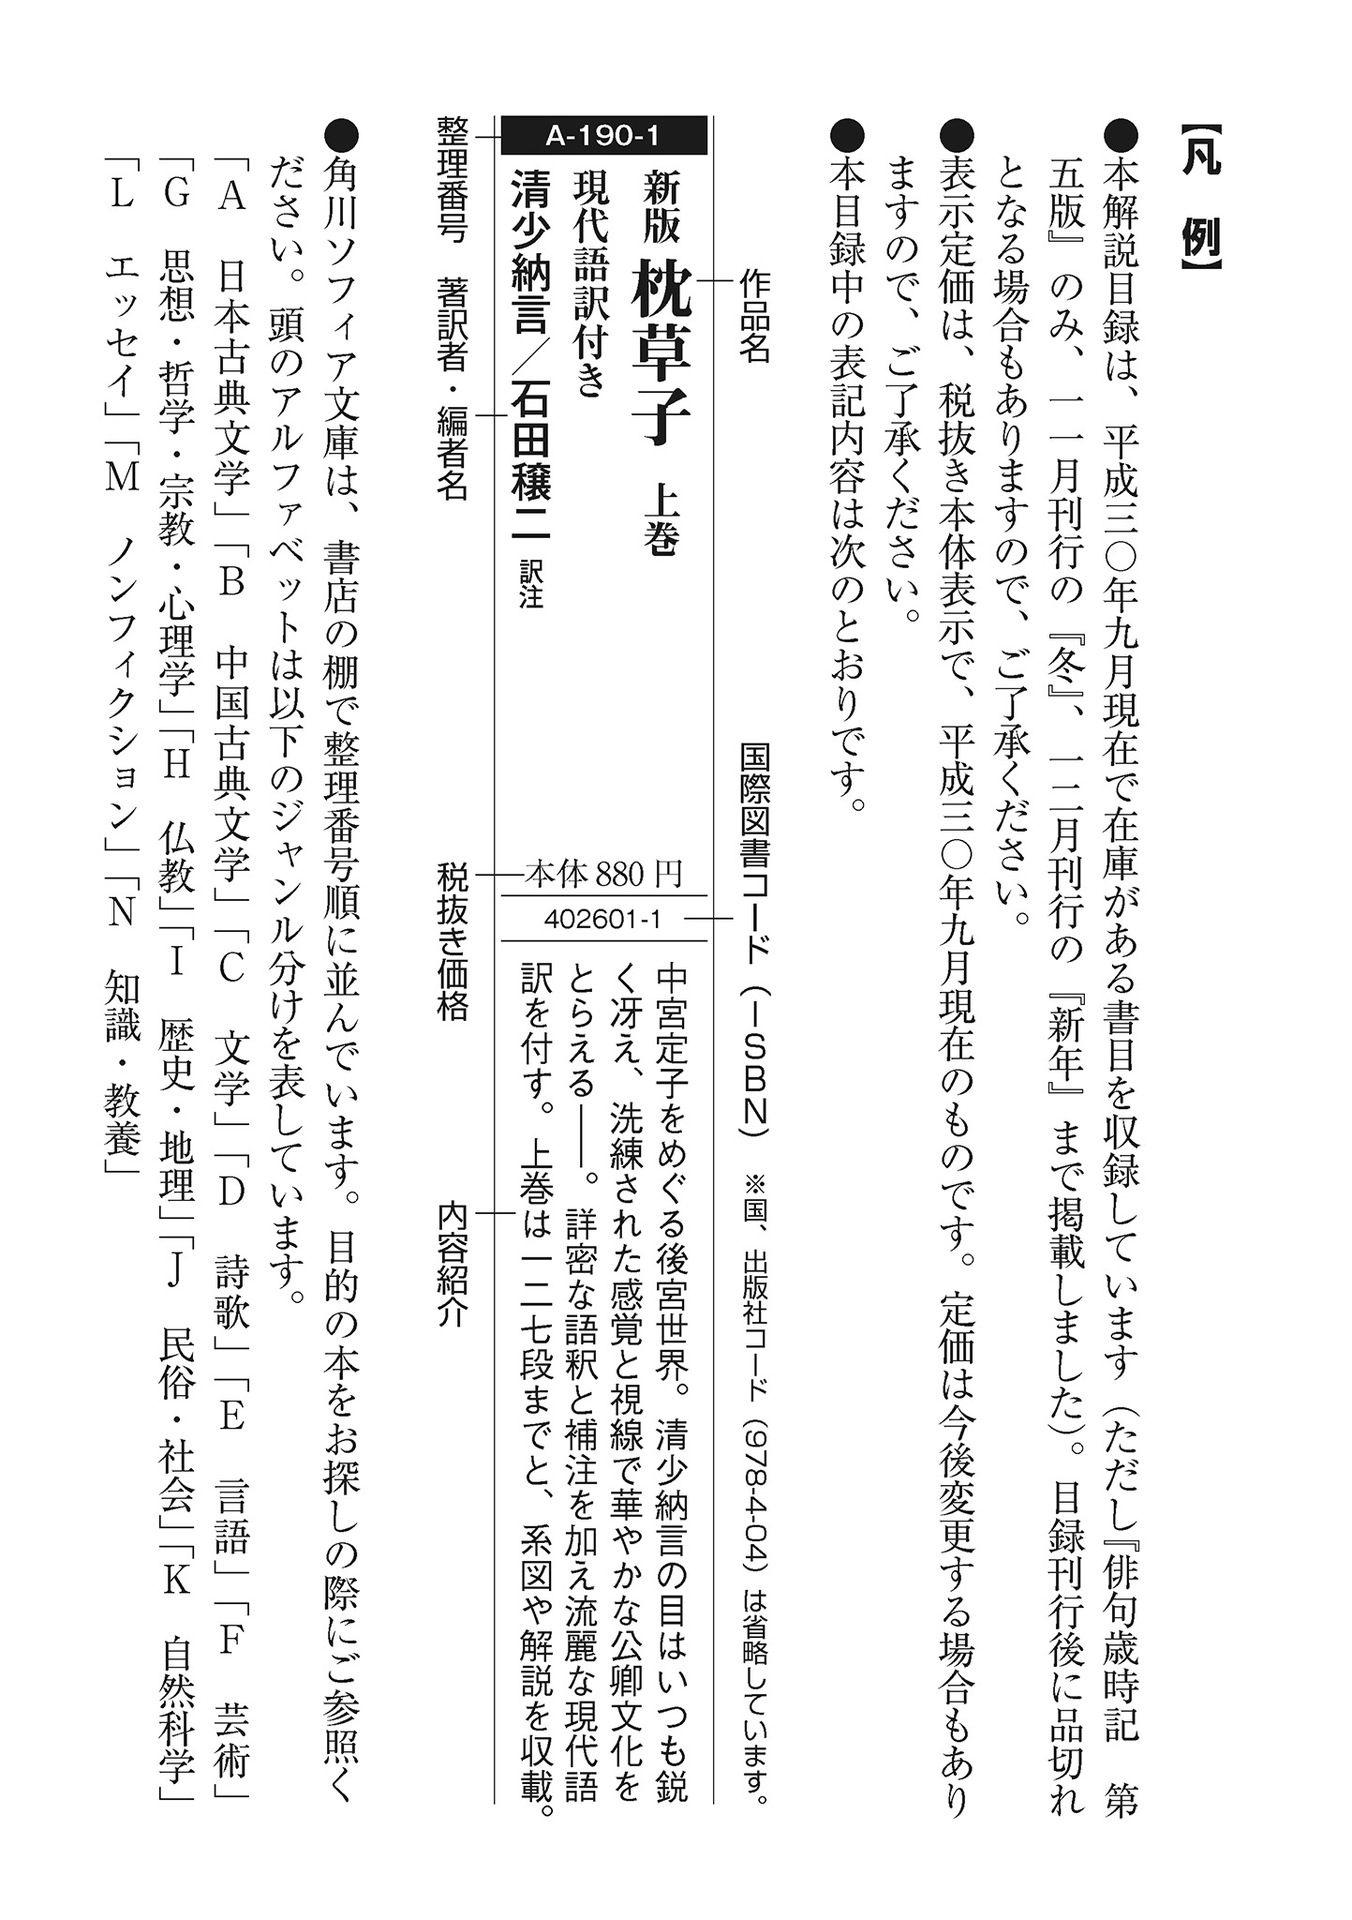 【凡　例】
●本解説目録は、平成三〇年九月現在で在庫がある書目を収録しています（ただし『俳句歳時記　第
五版』のみ、一一月刊行の『冬』、一二月刊行の『新年』まで掲載しました）。目録刊行後に品切れ
となる場合もありますので、ご了承ください。
●表示定価は、税抜き本体表示で、平成三〇年九月現在のものです。定価は今後変更する場合もあり
ますので、ご了承ください。
●本目録中の表記内容は次のとおりです。
作品名
国際図書コード（ISBN）　※国、出版社コード（978-4-04）は省略しています。
A-190-1
新版 枕草子　上巻
現代語訳付き
清少納言／石田穣二 訳注
本体 880 円
402601-1
中宮定子をめぐる後宮世界。清少納言の目はいつも鋭
く冴え、洗練された感覚と視線で華やかな公卿文化を
とらえる――。詳密な語釈と補注を加え流麗な現代語
訳を付す。上巻は一二七段までと、系図や解説を収載。
整理番号
著訳者・編者名
税抜き価格
内容紹介
●角川ソフィア文庫は、書店の棚で整理番号順に並んでいます。目的の本をお探しの際にご参照く
ださい。頭のアルファベットは以下のジャンル分けを表しています。
「A　日本古典文学」「B　中国古典文学」「C　文学」「D　詩歌」「E　言語」「F　芸術」
「G　思想・哲学・宗教・心理学」「H　仏教」「I　歴史・地理」「J　民俗・社会」「K　自然科学」
「L　エッセイ」「M　ノンフィクション」「N　知識・教養」